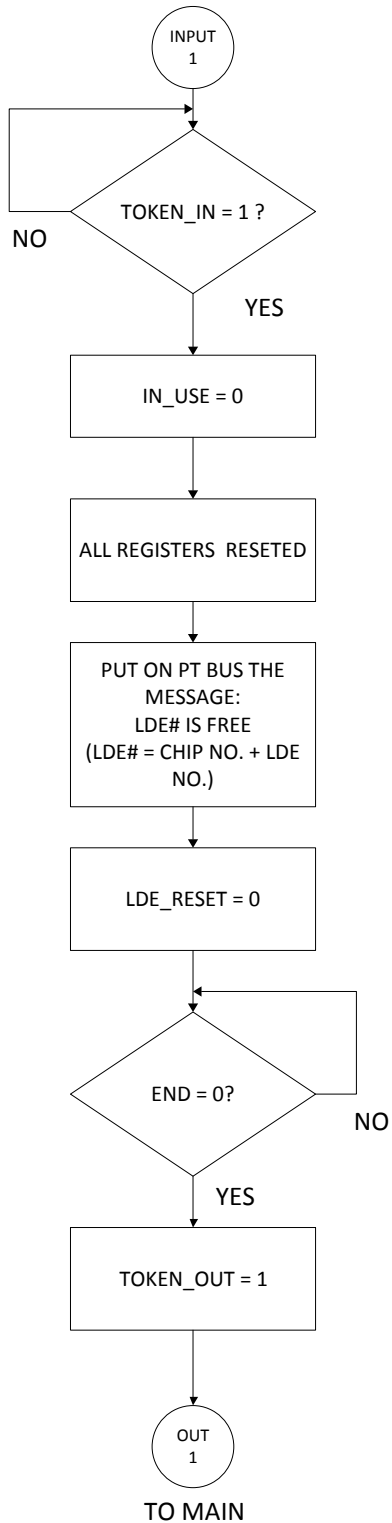 INPUT
1
TOKEN_IN = 1 ?
NO
YES
IN_USE = 0
ALL REGISTERS RESETED
PUT ON PT BUS THE
MESSAGE:
LDE# IS FREE
(LDE# = CHIP NO. + LDE
NO.)
LDE_RESET = 0
END = 0?
NO
YES
TOKEN_OUT = 1
OUT
1
TO MAIN